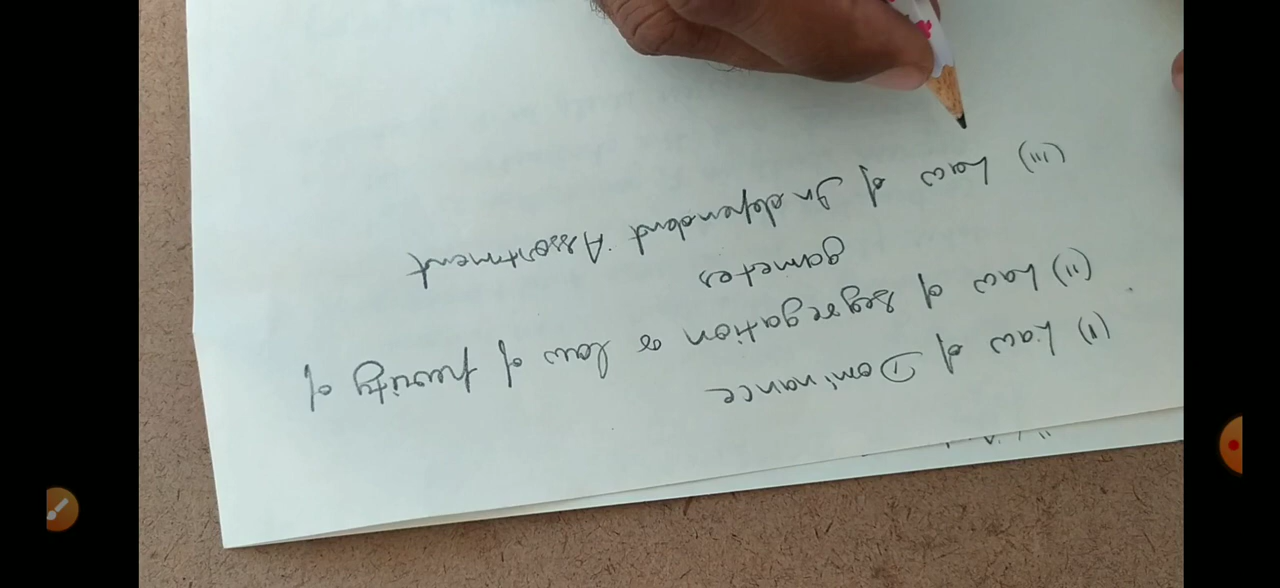 (i) Law of Dominance
(ii) Law of segregation or law of purity of
gametes
(iii) Law of Independent Assortment